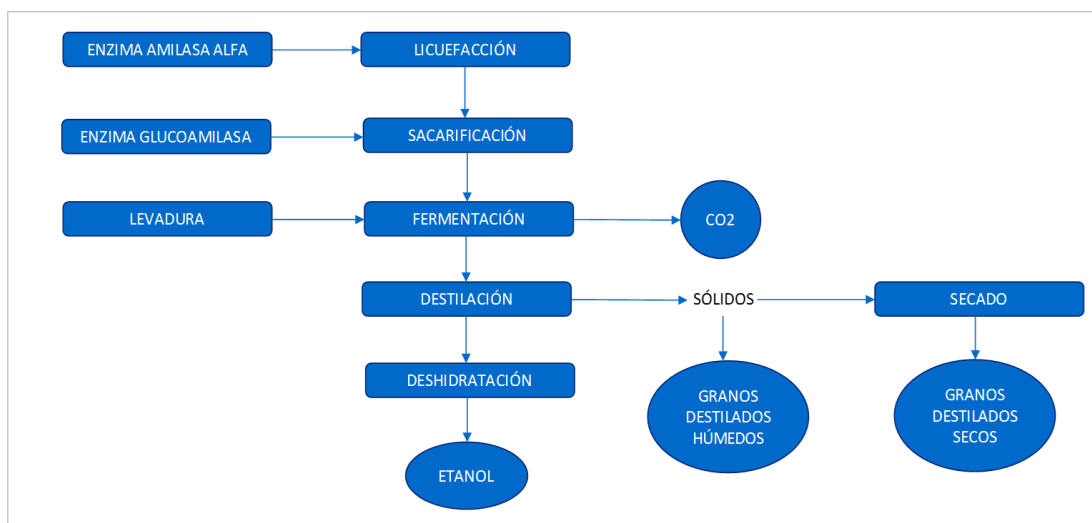 ENZIMA AMILASA ALFA
LICUEFACCIÓN
ENZIMA GLUCOAMILASA
SACARIFICACIÓN
LEVADURA
FERMENTACIÓN
CO2
DESTILACIÓN
SÓLIDOS
SECADO
DESHIDRATACIÓN
GRANOS
DESTILADOS
HÚMEDOS
GRANOS
DESTILADOS
SECOS
ETANOL